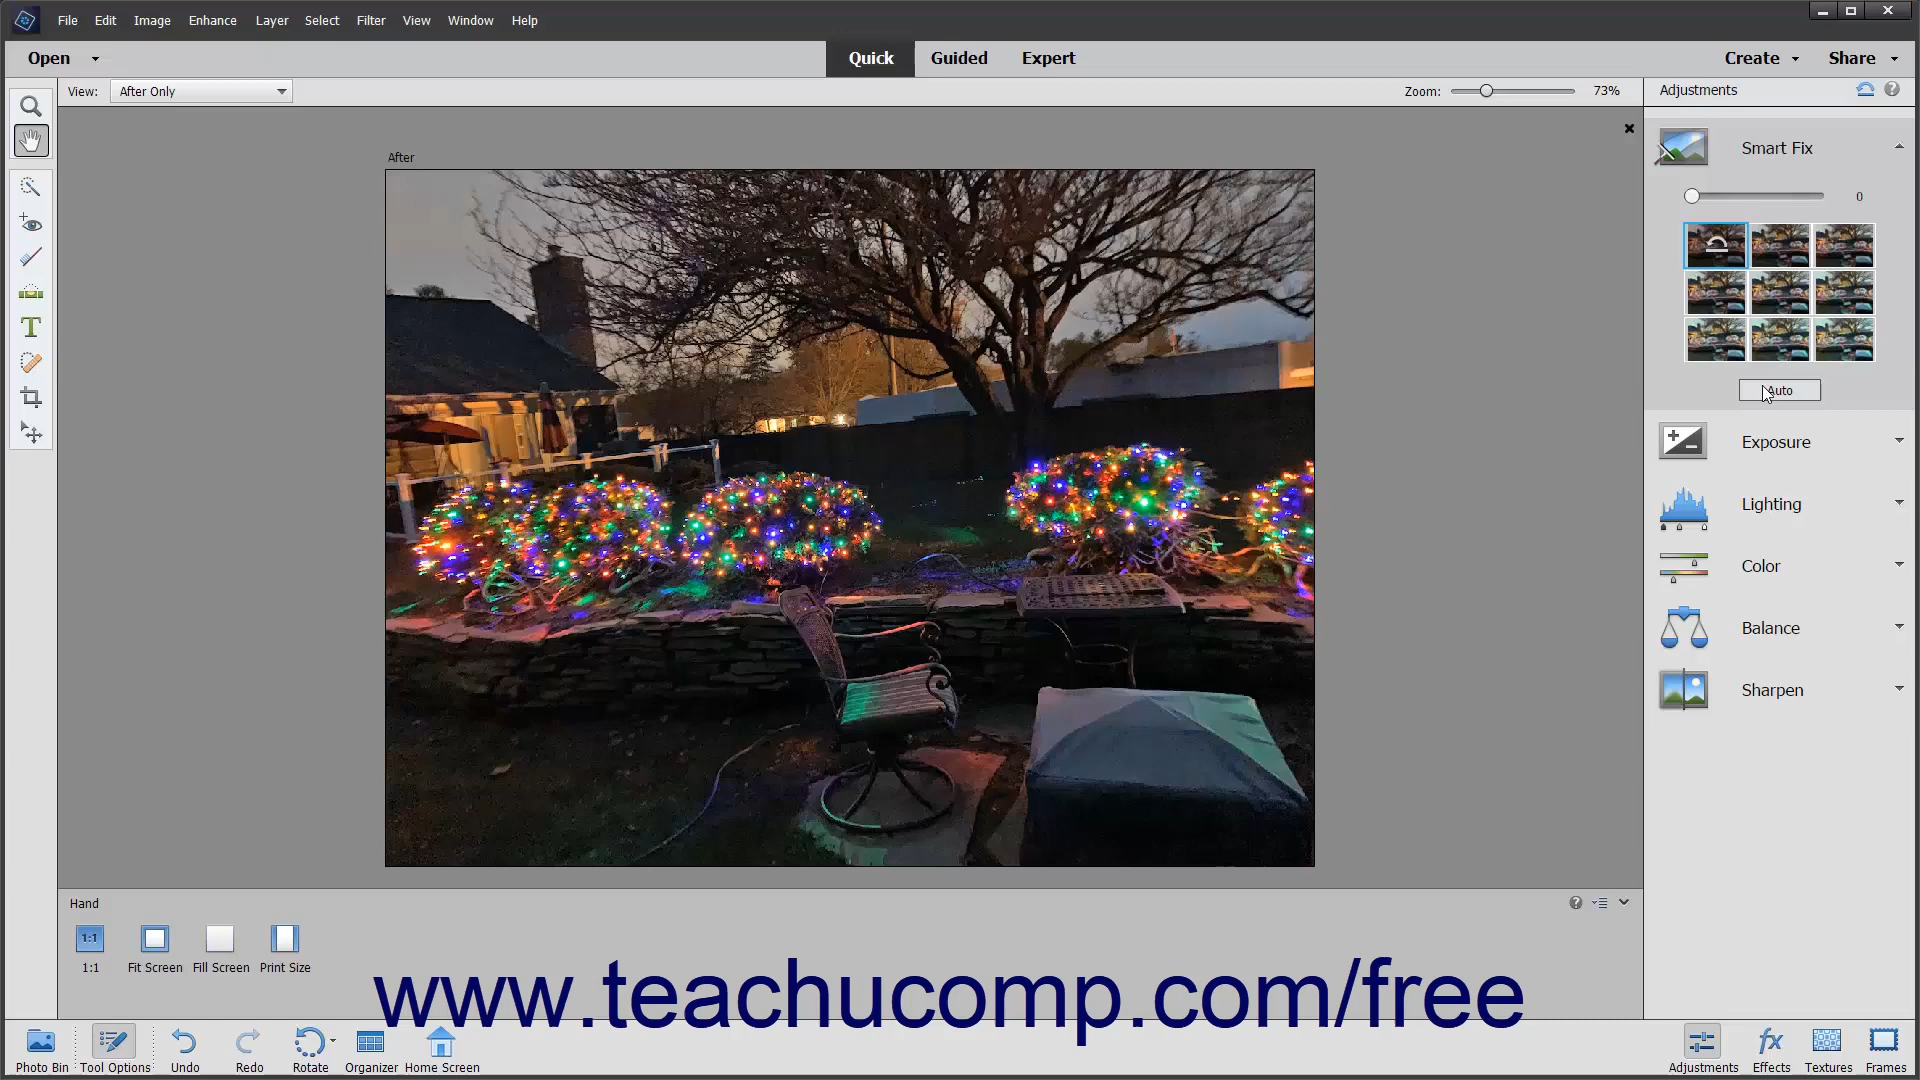 File Edit Image Enhance Layer Select Filter View Window Help
Open Quick Guided Expert Create Share
View: After Only Zoom: 73% Adjustments
After
Smart Fix
0
Auto
Exposure
Lighting
Color
Balance
Sharpen
Hand
1:1
1:1 Fit Screen Fill Screen Print Size
www.teachucomp.com/free
Photo Bin Tool Options Undo Redo Rotate Organizer Home Screen Adjustments Effects Textures Frames